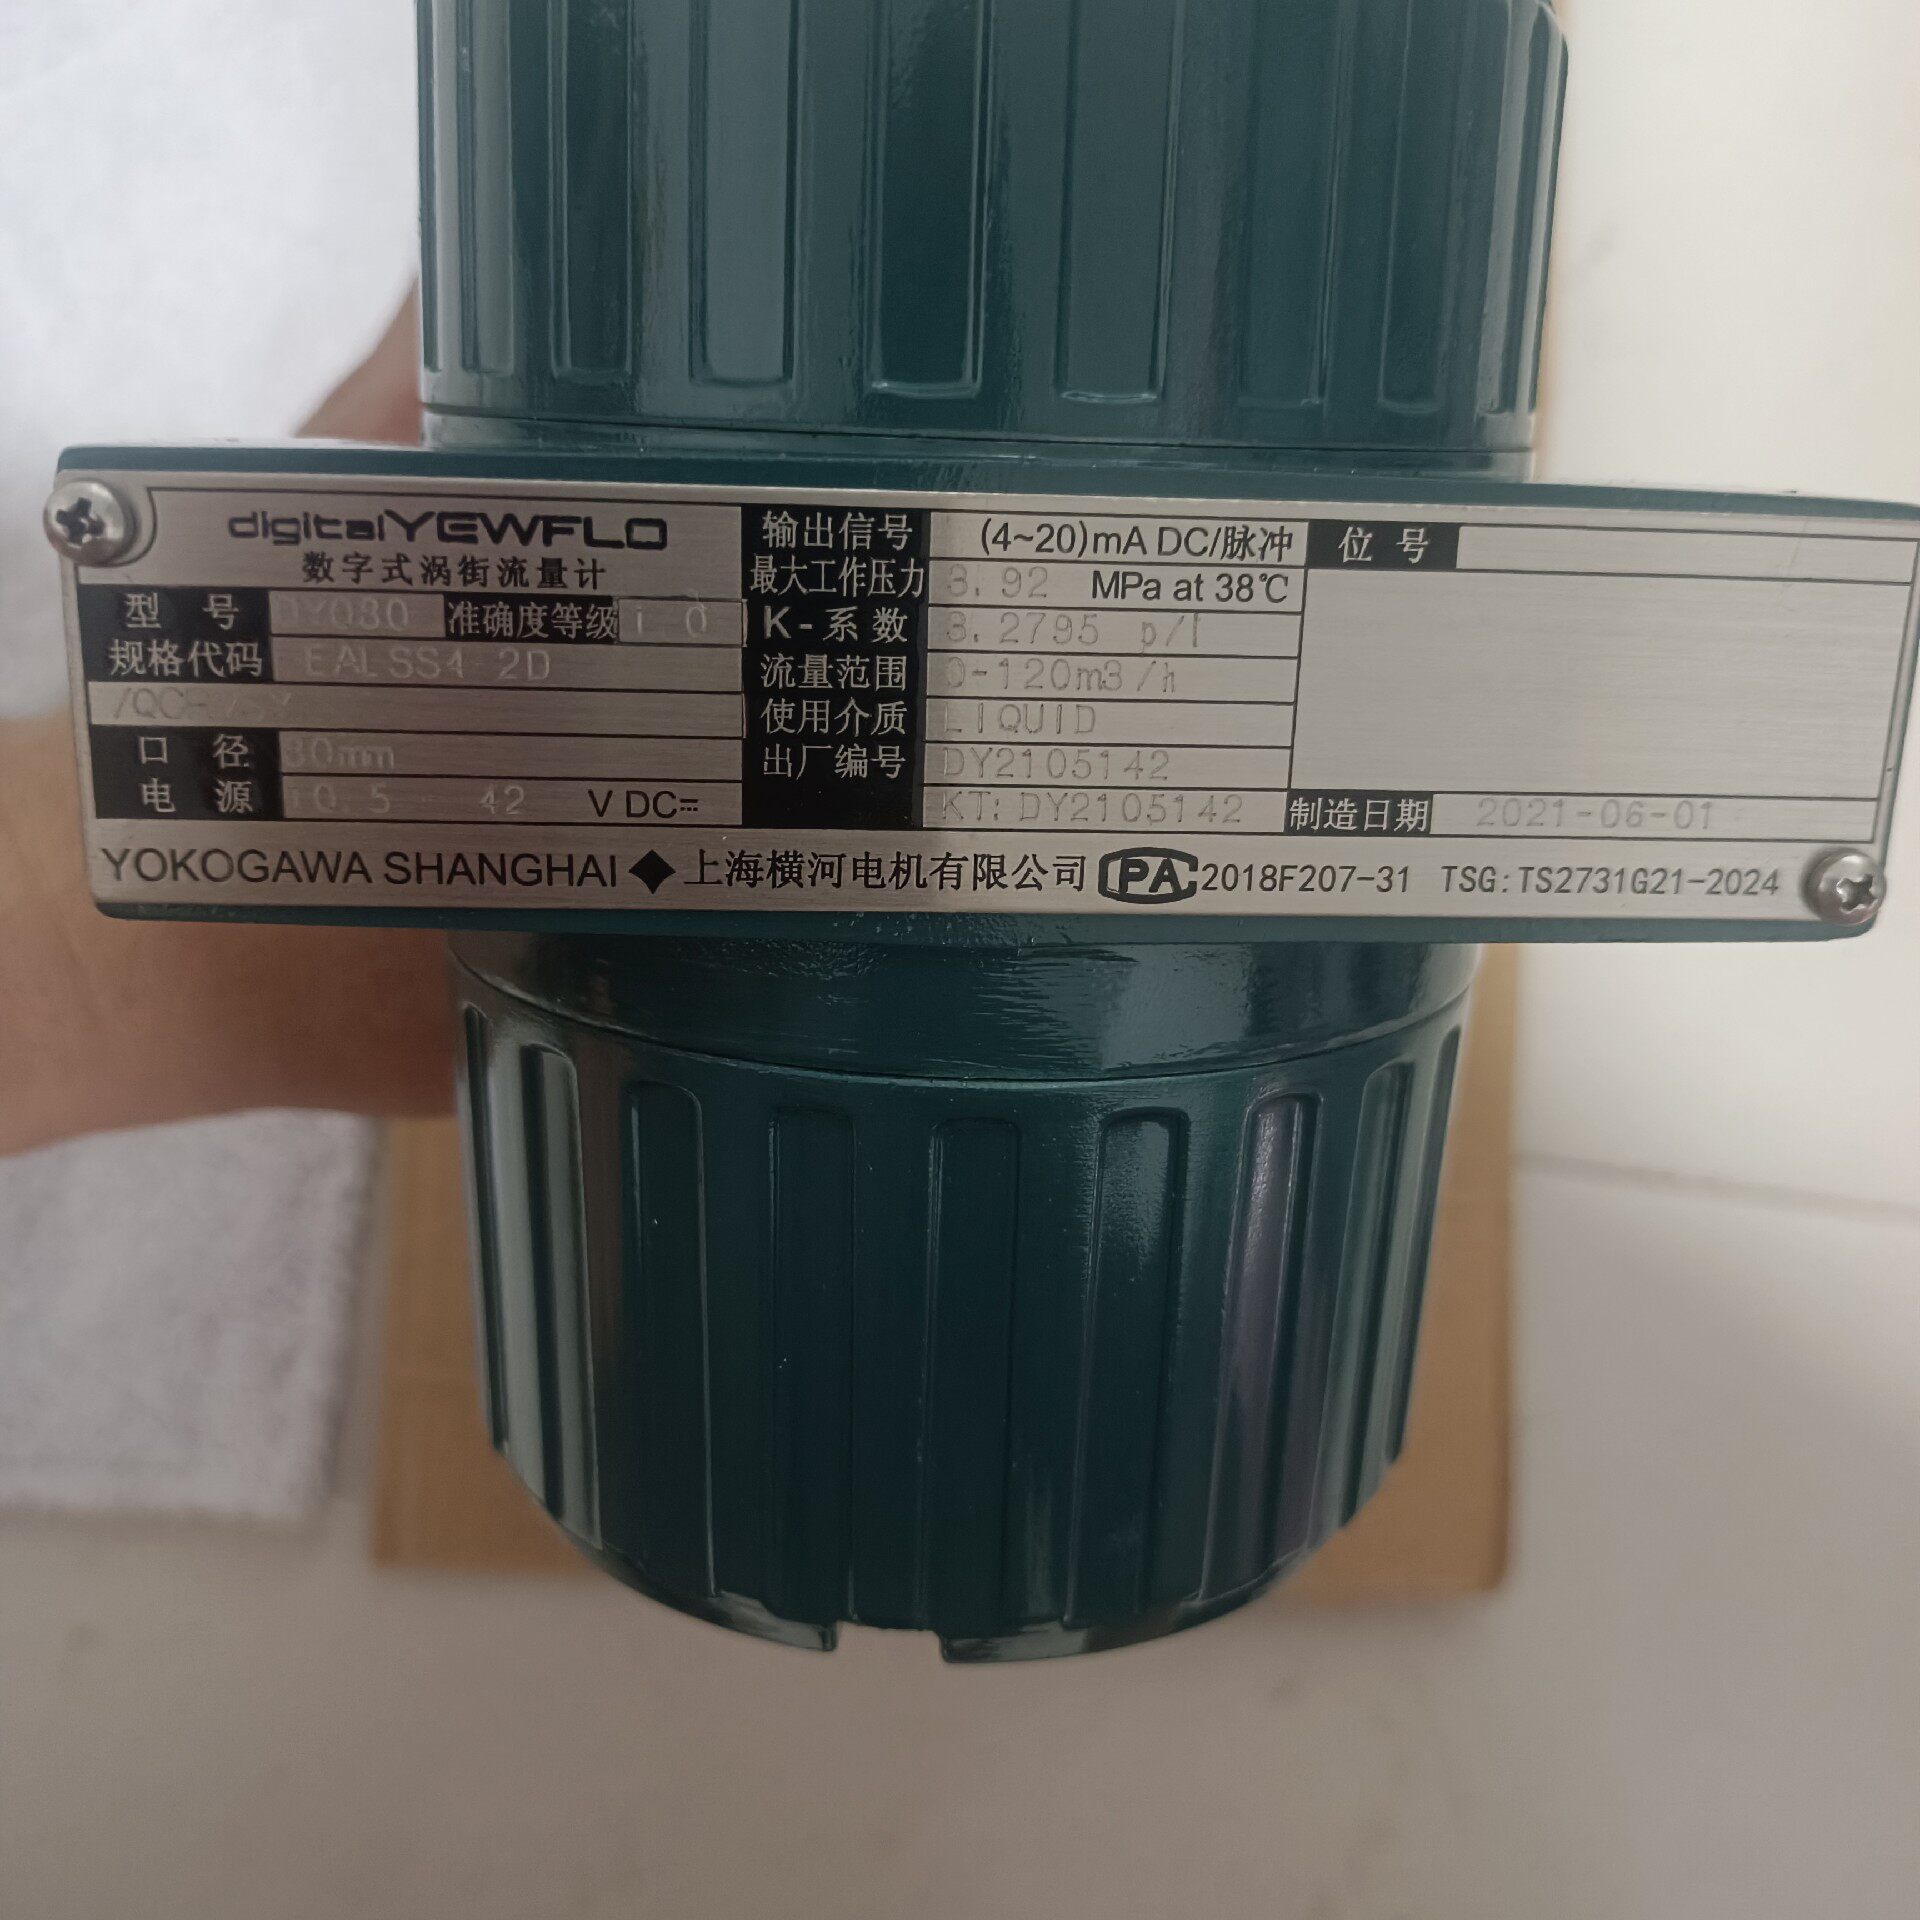 digitalYEWFLO
数字式涡街流量计
型号 DY080 准确度等级
规格代码 EALSS4-2D
口径 80mm
电源 10.5 42 V DC⎓
输出信号 (4~20)mA DC/脉冲
最大工作压力 3.92 MPa at 38℃
K-系数 8.2795 p/l
流量范围 0-120m3/h
使用介质 LIQUID
出厂编号 DY2105142
KT: DY2105142
位号
制造日期 2021-06-01
YOKOGAWA SHANGHAI ◆ 上海横河电机有限公司 CPA 2018F207-31 TSG:TS2731G21-2024